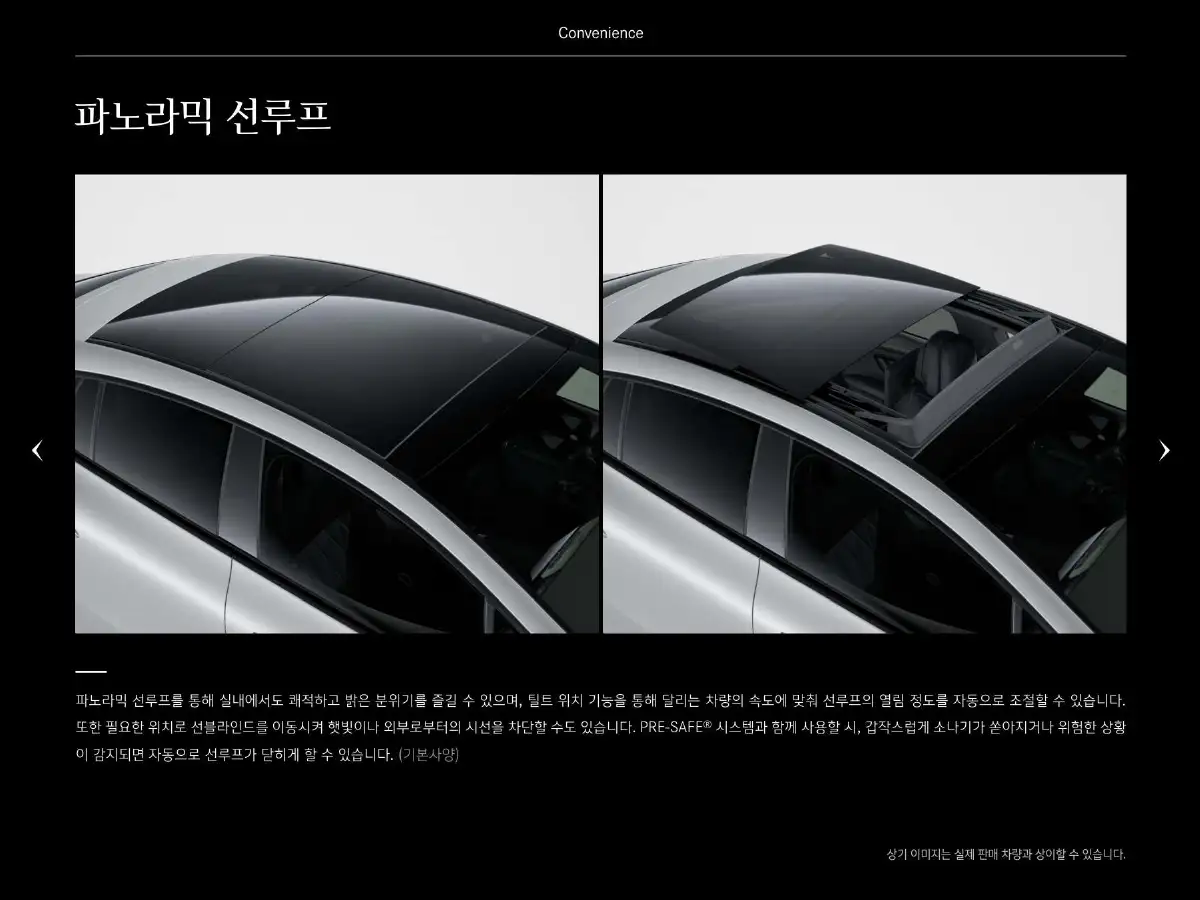 Convenience
파노라믹 선루프
파노라믹 선루프를 통해 실내에서도 쾌적하고 밝은 분위기를 즐길 수 있으며, 틸트 위치 기능을 통해 달리는 차량의 속도에 맞춰 선루프의 열림 정도를 자동으로 조절할 수 있습니다.
또한 필요한 위치로 선블라인드를 이동시켜 햇빛이나 외부로부터의 시선을 차단할 수도 있습니다. PRE-SAFE® 시스템과 함께 사용할 시, 갑작스럽게 소나기가 쏟아지거나 위험한 상황
이 감지되면 자동으로 선루프가 닫히게 할 수 있습니다. (기본사양)
상기 이미지는 실제 판매 차량과 상이할 수 있습니다.